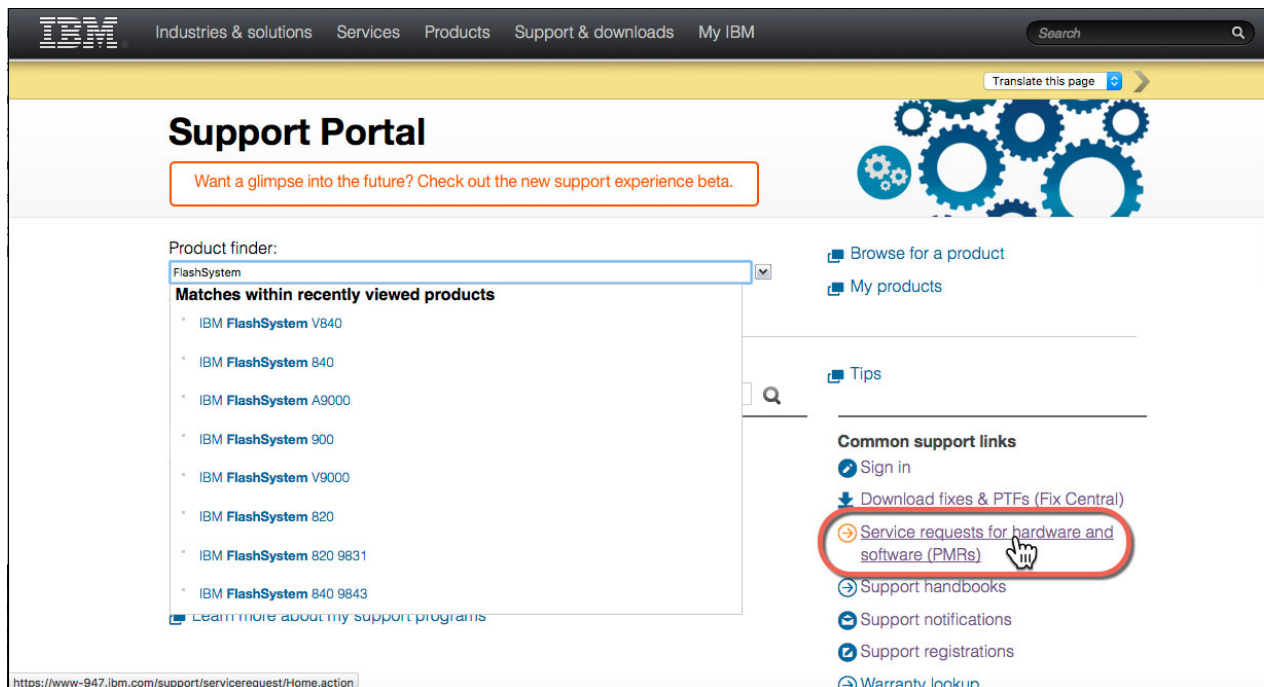 IBM
Industries & solutions Services Products Support & downloads My IBM
Search
Translate this page
Support Portal
Want a glimpse into the future? Check out the new support experience beta.
Product finder:
FlashSystem
Matches within recently viewed products
IBM FlashSystem V840
IBM FlashSystem 840
IBM FlashSystem A9000
IBM FlashSystem 900
IBM FlashSystem V9000
IBM FlashSystem 820
IBM FlashSystem 820 9831
IBM FlashSystem 840 9843
Learn more about my support programs
Browse for a product
My products
Tips
Common support links
Sign in
Download fixes & PTFs (Fix Central)
Service requests for hardware and
software (PMRs)
Support handbooks
Support notifications
Support registrations
Warranty lookup
https://www-947.ibm.com/support/servicerequest/Home.action